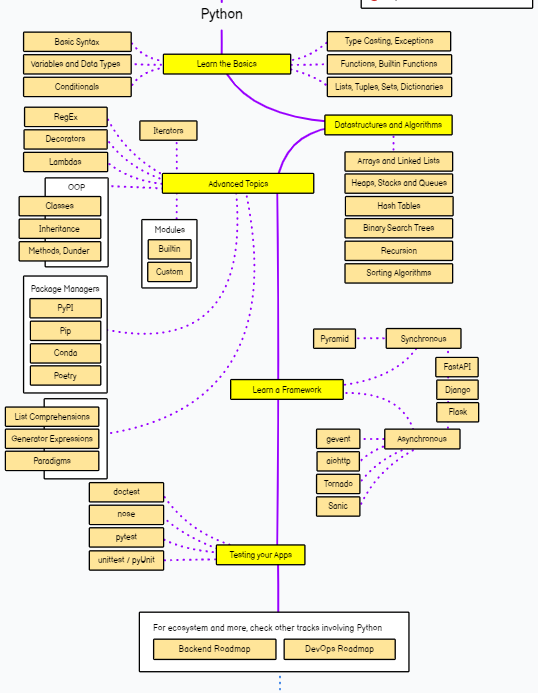 Python
Basic Syntax
Variables and Data Types
Conditionals
Learn the Basics
Type Casting, Exceptions
Functions, Builtin Functions
Lists, Tuples, Sets, Dictionaries
Datastructures and Algorithms
Arrays and Linked Lists
Heaps, Stacks and Queues
Hash Tables
Binary Search Trees
Recursion
Sorting Algorithms
RegEx
Decorators
Lambdas
Iterators
Advanced Topics
OOP
Classes
Inheritance
Methods, Dunder
Modules
Builtin
Custom
Package Managers
PyPI
Pip
Conda
Poetry
List Comprehensions
Generator Expressions
Paradigms
Learn a Framework
Pyramid
Synchronous
FastAPI
Django
Flask
Asynchronous
gevent
aiohttp
Tornado
Sanic
doctest
nose
pytest
unittest / pyUnit
Testing your Apps
For ecosystem and more, check other tracks involving Python
Backend Roadmap
DevOps Roadmap